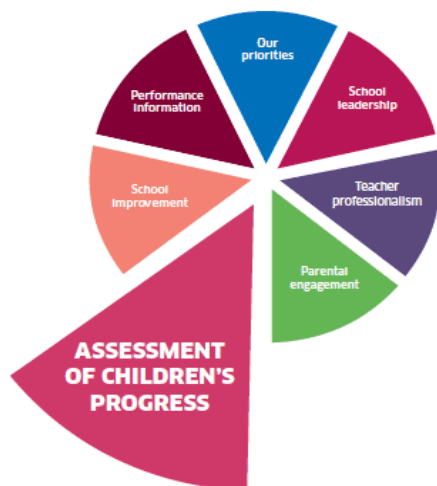 Our
priorities
School
leadership
Teacher
professionalism
Parental
engagement
ASSESSMENT
OF CHILDREN'S
PROGRESS
School
improvement
Performance
information